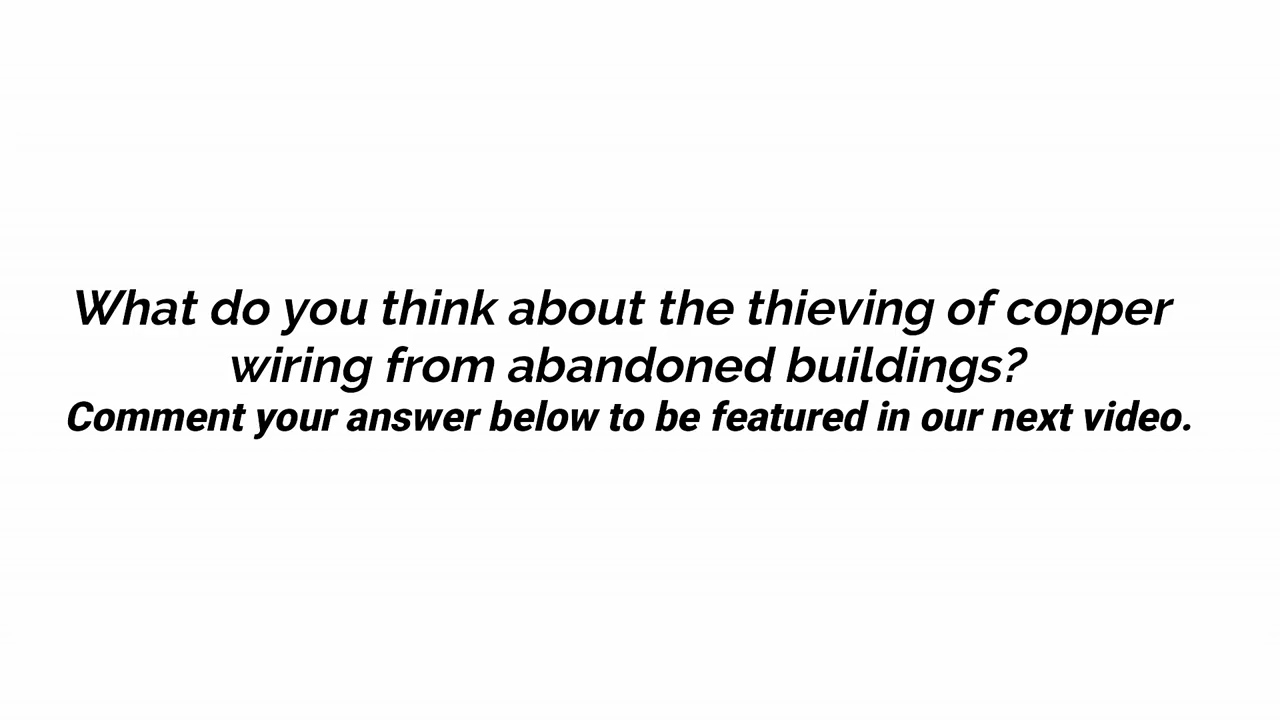 What do you think about the thieving of copper
wiring from abandoned buildings?
Comment your answer below to be featured in our next video.